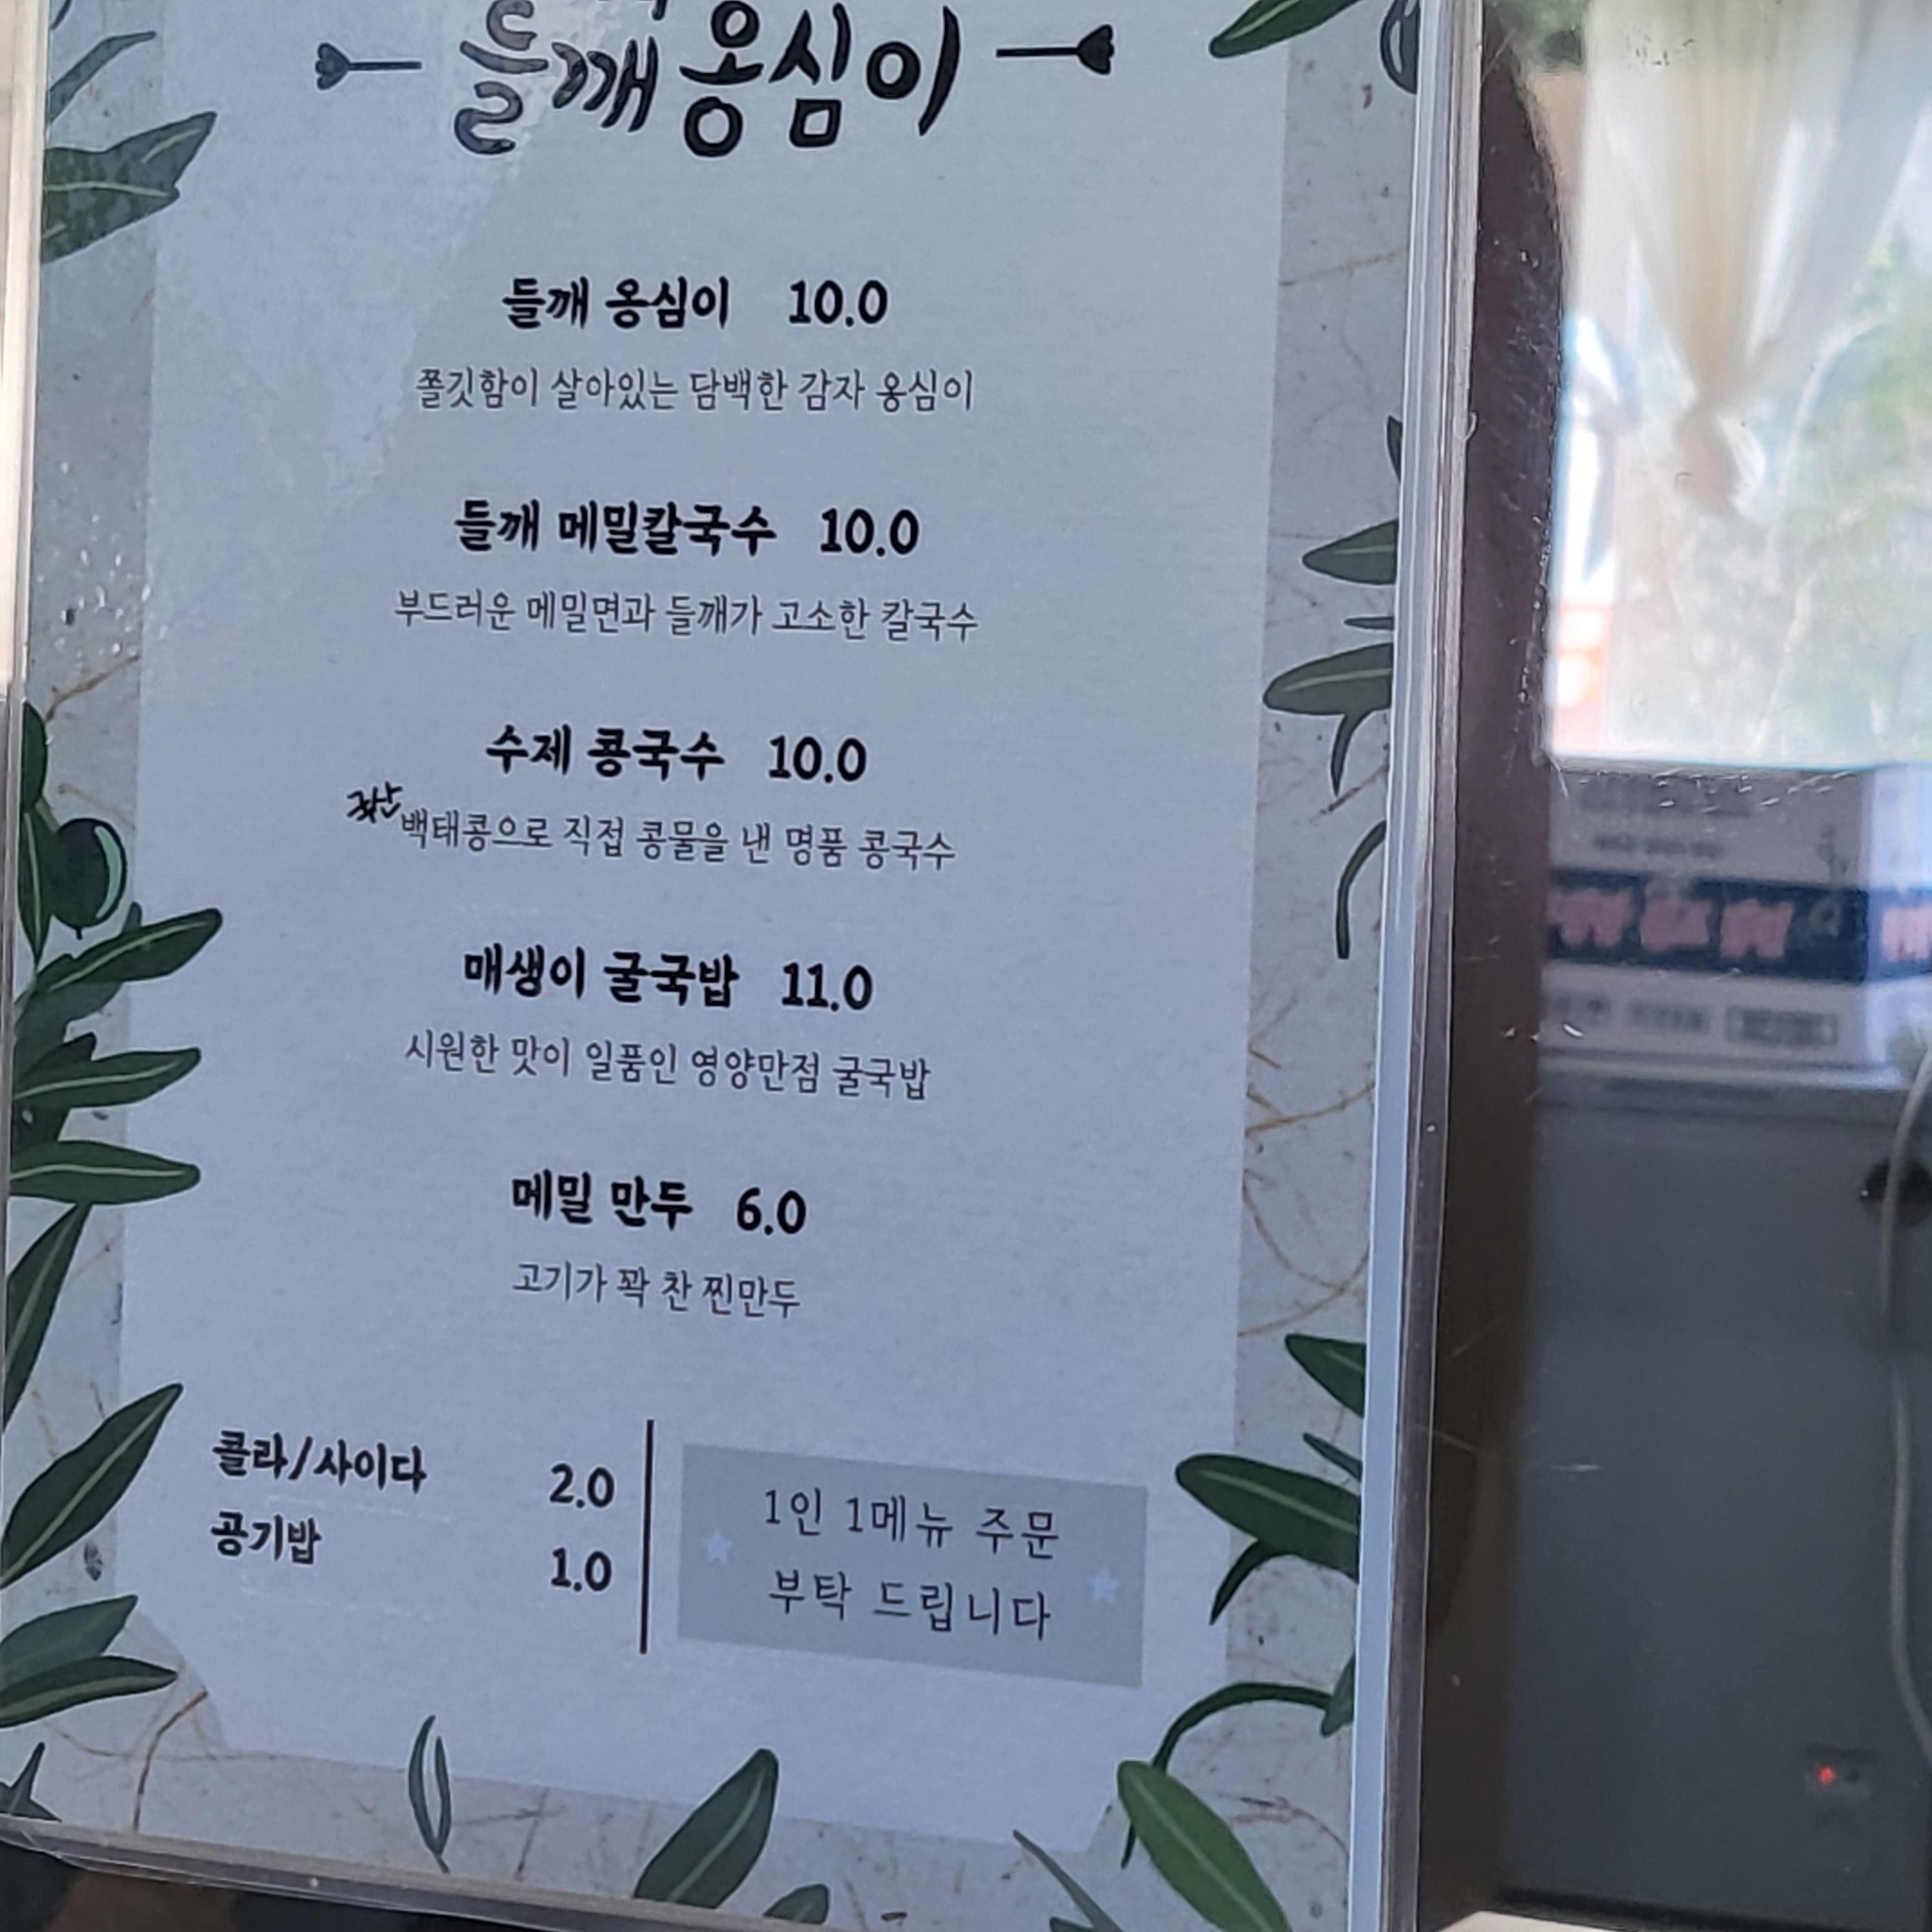 들깨 옹심이
들깨 옹심이 10.0
쫄깃함이 살아있는 담백한 감자 옹심이
들깨 메밀칼국수 10.0
부드러운 메밀면과 들깨가 고소한 칼국수
수제 콩국수 10.0
백태콩으로 직접 콩물을 낸 명품 콩국수
매생이 굴국밥 11.0
시원한 맛이 일품인 영양만점 굴국밥
메밀 만두 6.0
고기가 꽉 찬 찐만두
콜라/사이다 2.0
공기밥 1.0
1인 1메뉴 주문
부탁 드립니다